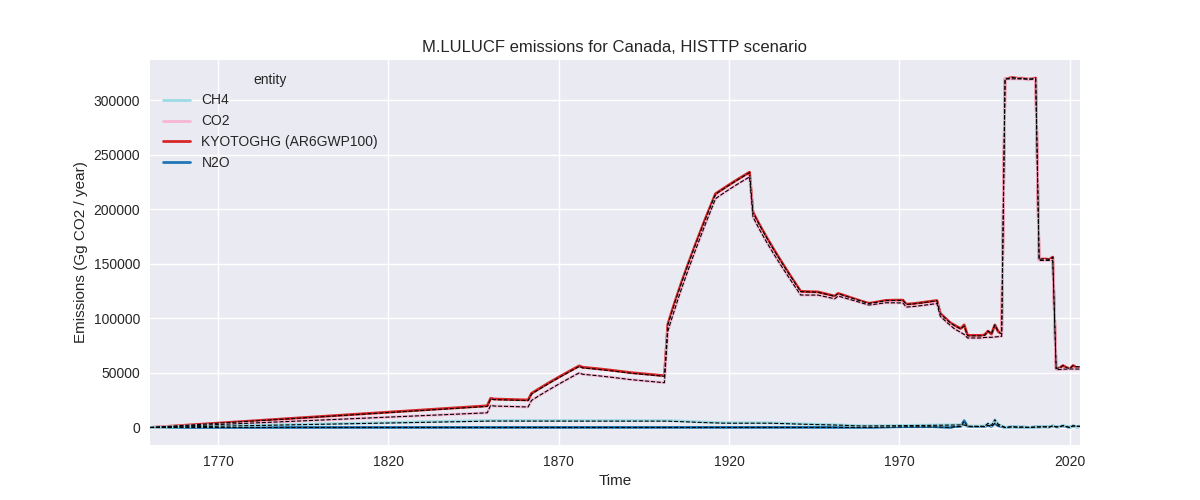 M.LULUCF emissions for Canada, HISTTP scenario
entity
CH4
CO2
KYOTOGHG (AR6GWP100)
N2O
Emissions (Gg CO2 / year)
300000
250000
200000
150000
100000
50000
0
1770
1820
1870
1920
1970
2020
Time